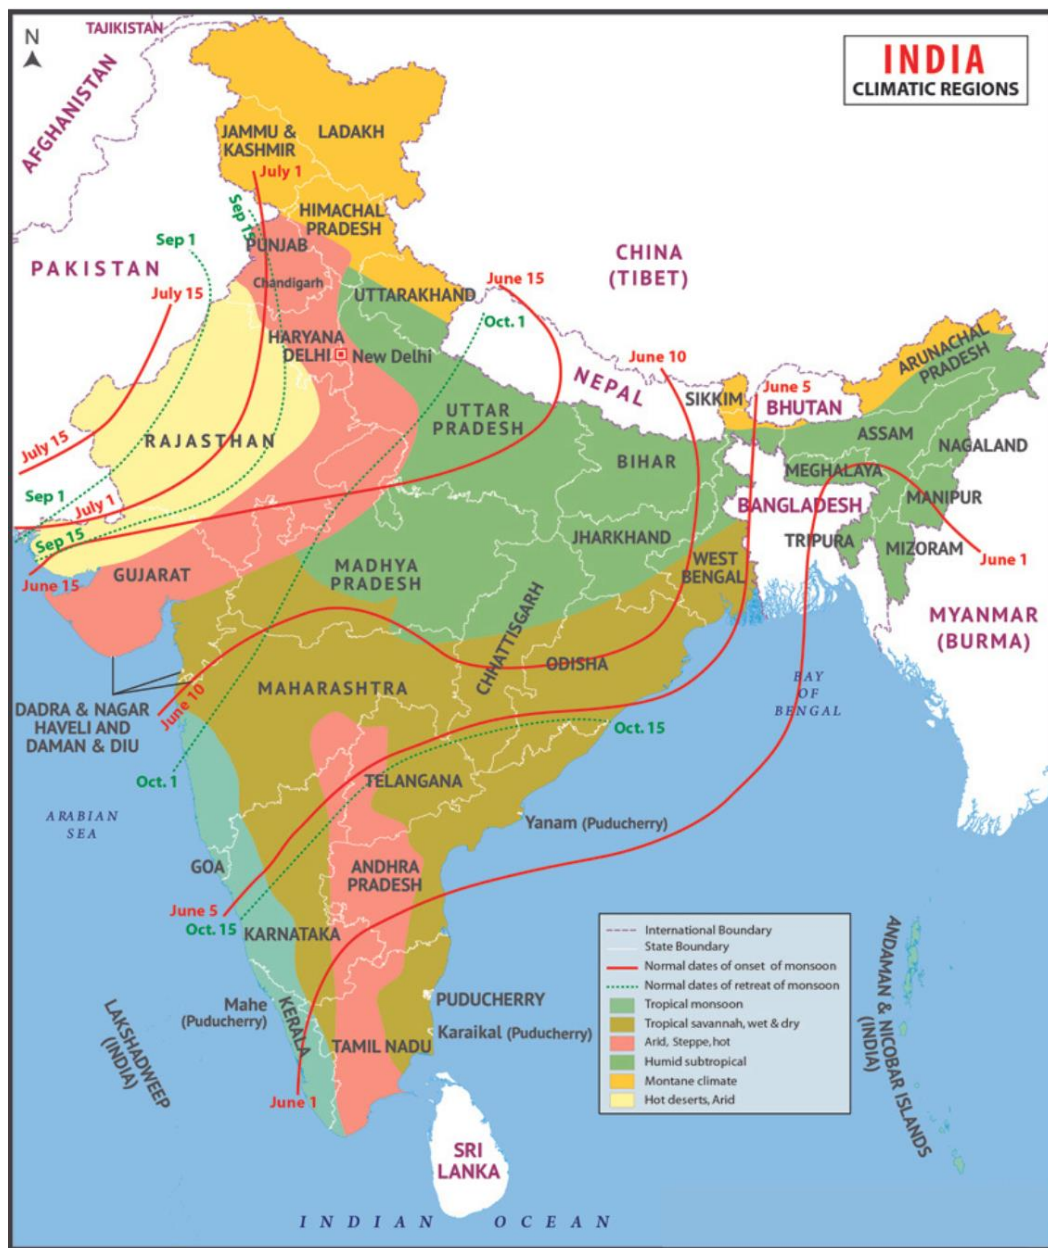 TAJIKISTAN
N
AFGHANISTAN
INDIA
CLIMATIC REGIONS
JAMMU &
KASHMIR
LADAKH
July 1
Sep 15
HIMACHAL
PRADESH
Sep 1
PUNJAB
PAKISTAN
CHINA
(TIBET)
July 15
Chandigarh
UTTARAKHAND
June 15
Oct. 1
HARYANA
DELHI
New Delhi
June 10
NEPAL
SIKKIM
June 5
BHUTAN
ARUNACHAL
PRADESH
UTTAR
PRADESH
RAJASTHAN
July 15
BIHAR
ASSAM
NAGALAND
MEGHALAYA
Sep 1
July 1
BANGLADESH
MANIPUR
Sep 15
JHARKHAND
TRIPURA
MIZORAM
June 1
June 15
GUJARAT
MADHYA
PRADESH
WEST
BENGAL
MYANMAR
(BURMA)
CHHATTISGARH
ODISHA
MAHARASHTRA
BAY
OF
BENGAL
DADRA & NAGAR
HAVELI AND
DAMAN & DIU
June 10
Oct. 15
Oct. 1
TELANGANA
ARABIAN
SEA
Yanam (Puducherry)
GOA
ANDHRA
PRADESH
June 5
Oct. 15
KARNATAKA
International Boundary
State Boundary
Normal dates of onset of monsoon
Normal dates of retreat of monsoon
Tropical monsoon
Tropical savannah, wet & dry
Arid, Steppe, hot
Humid subtropical
Montane climate
Hot deserts, Arid
ANDAMAN & NICOBAR ISLANDS
(INDIA)
LAKSHADWEEP
(INDIA)
Mahe
(Puducherry)
KERALA
PUDUCHERRY
Karaikal (Puducherry)
TAMIL NADU
June 1
SRI
LANKA
INDIAN OCEAN